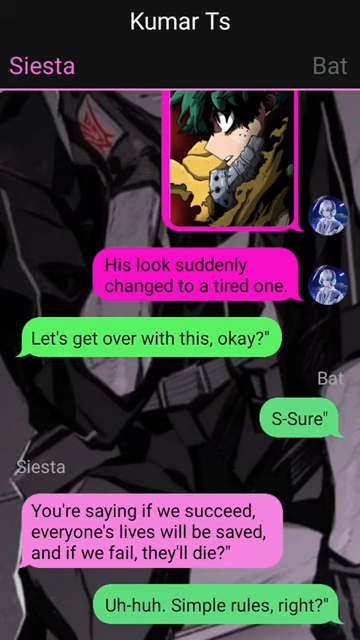 Kumar Ts
Siesta
Bat
His look suddenly
changed to a tired one.
Let's get over with this, okay?"
Bat
S-Sure"
Siesta
You're saying if we succeed,
everyone's lives will be saved,
and if we fail, they'll die?"
Uh-huh. Simple rules, right?"